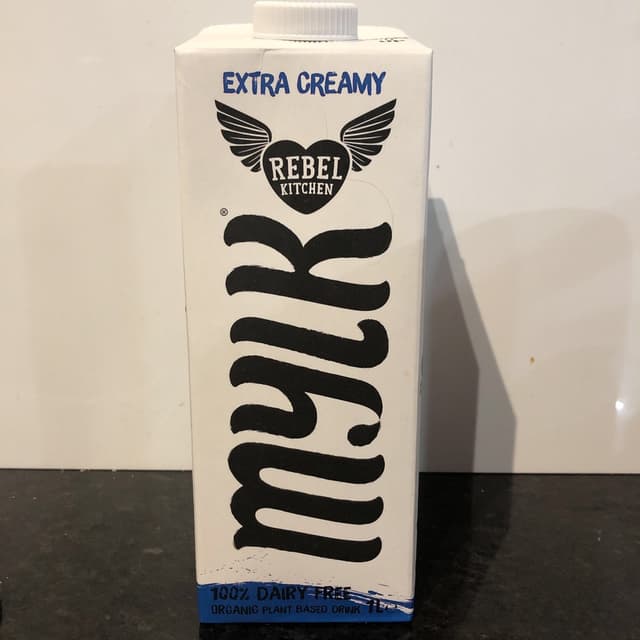 EXTRA CREAMY
REBEL
KITCHEN
®
mylk
100% DAIRY FREE
ORGANIC PLANT BASED DRINK 1L